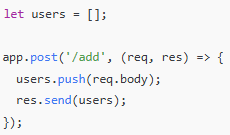 let users = [];

app.post('/add', (req, res) => {
  users.push(req.body);
  res.send(users);
});